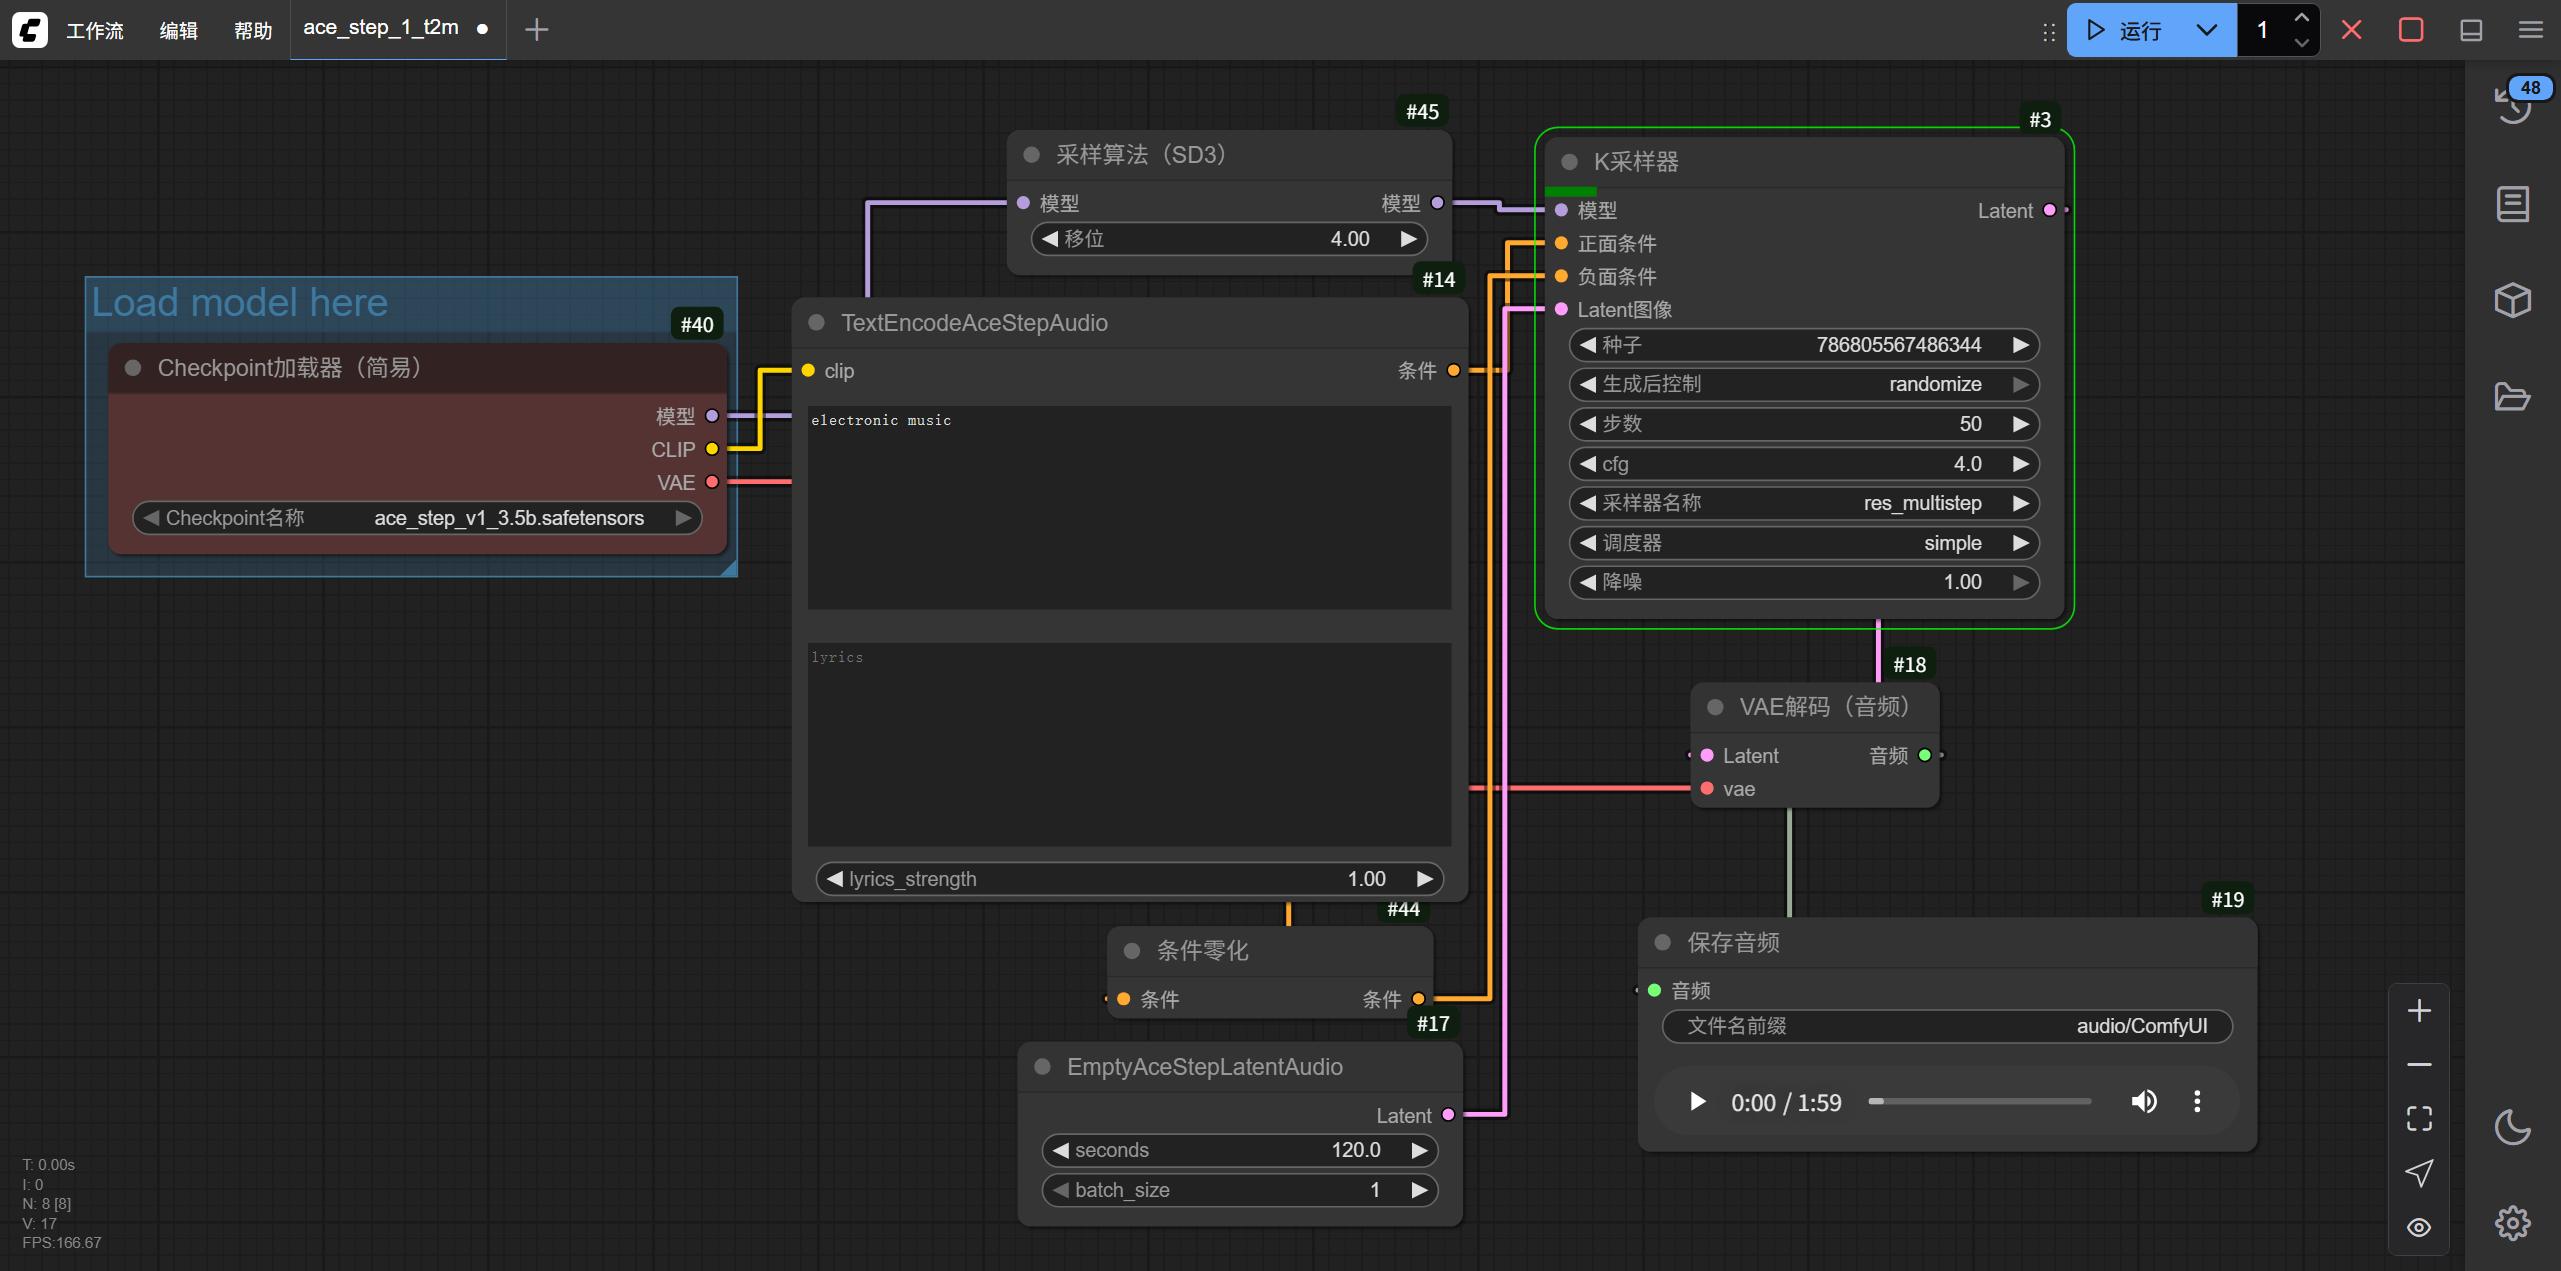 工作流 编辑 帮助 ace_step_1_t2m
运行 1
48
#45
采样算法（SD3）
模型 模型
移位 4.00
#3
K采样器
模型 Latent
正面条件
负面条件
Latent图像
种子 786805567486344
生成后控制 randomize
步数 50
cfg 4.0
采样器名称 res_multistep
调度器 simple
降噪 1.00
Load model here
#40
Checkpoint加载器（简易）
模型
CLIP
VAE
Checkpoint名称 ace_step_v1_3.5b.safetensors
#14
TextEncodeAceStepAudio
clip 条件
electronic music
lyrics
lyrics_strength 1.00
#18
VAE解码（音频）
Latent 音频
vae
#44
条件零化
条件 条件
#17
EmptyAceStepLatentAudio
Latent
seconds 120.0
batch_size 1
#19
保存音频
音频
文件名前缀 audio/ComfyUI
0:00 / 1:59
T: 0.00s
I: 0
N: 8 [8]
V: 17
FPS:166.67